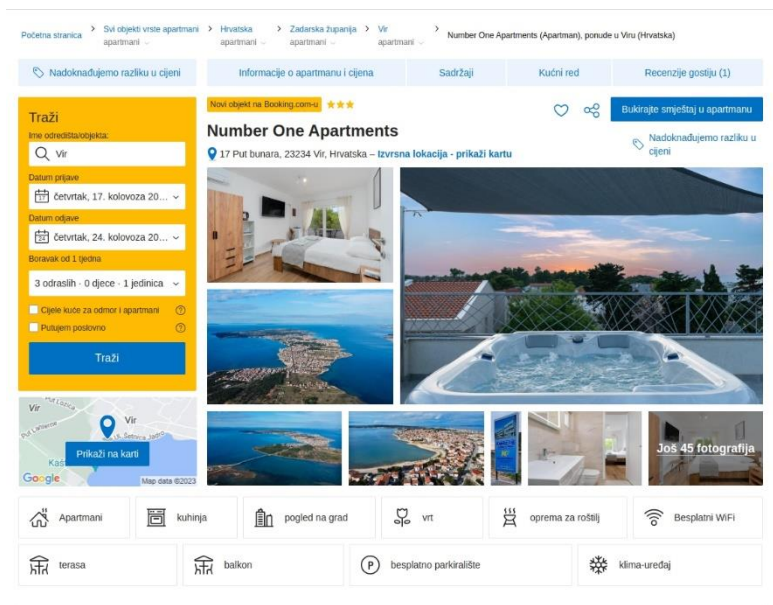 Početna stranica
Svi objekti vrste apartmani
apartmani
Hrvatska
apartmani
Zadarska županija
apartmani
Vir
apartmani
Number One Apartments (Apartman), ponude u Viru (Hrvatska)
Nadoknađujemo razliku u cijeni
Informacije o apartmanu i cijena
Sadržaji
Kućni red
Recenzije gostiju (1)
Traži
Ime odredišta/objekta:
Vir
Datum prijave
17
četvrtak, 17. kolovoza 20…
Datum odjave
24
četvrtak, 24. kolovoza 20…
Boravak od 1 tjedna
3 odraslih · 0 djece · 1 jedinica
Cijele kuće za odmor i apartmani
Putujem poslovno
Traži
Novi objekt na Booking.com-u
Number One Apartments
17 Put bunara, 23234 Vir, Hrvatska – Izvrsna lokacija - prikaži kartu
Bukirajte smještaj u apartmanu
Nadoknađujemo razliku u
cijeni
Vir
Vir
Prikaži na karti
Google
Map data ©2023
Još 45 fotografija
Apartmani
kuhinja
pogled na grad
vrt
oprema za roštilj
Besplatni WiFi
terasa
balkon
P
besplatno parkiralište
klima-uređaj